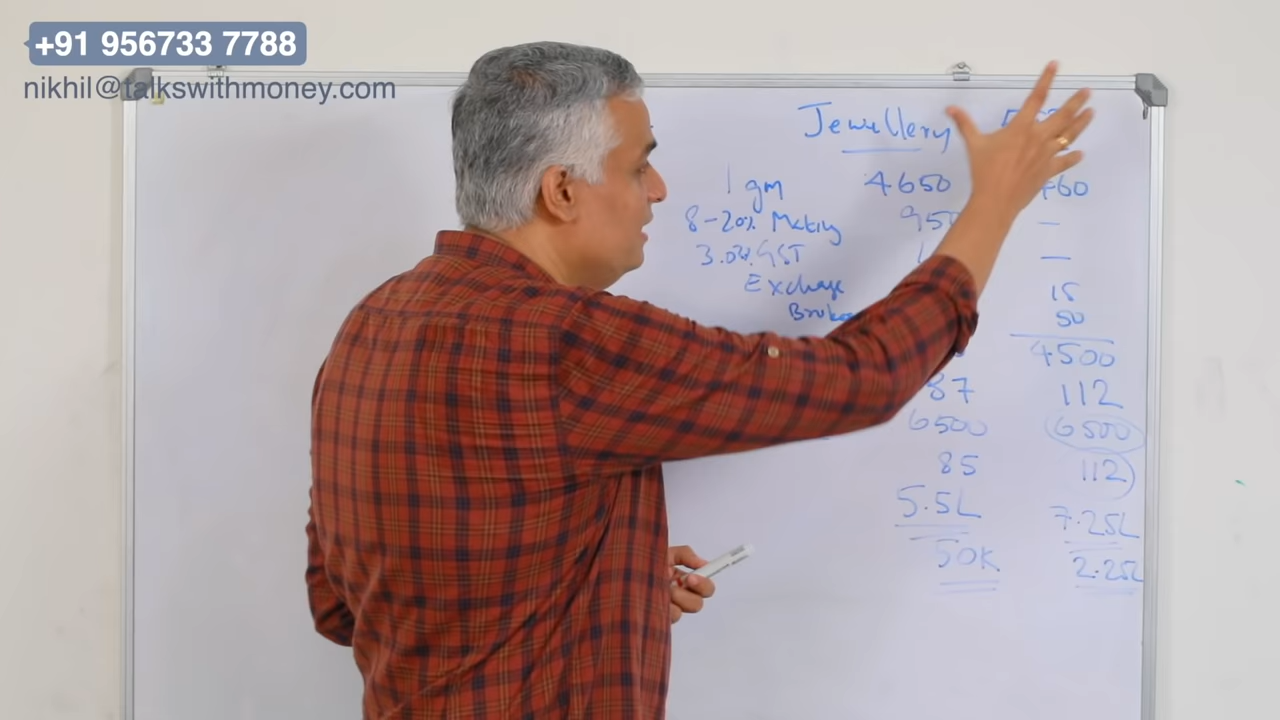 +91 956733 7788
nikhil@talkswithmoney.com
Jewellery
1 gm 4650
8-20% Making 950 —
3.0% GST —
Exchange 15
50
4500
87 112
6500 6500
85 112
5.5L 7.25L
50K 2.25L